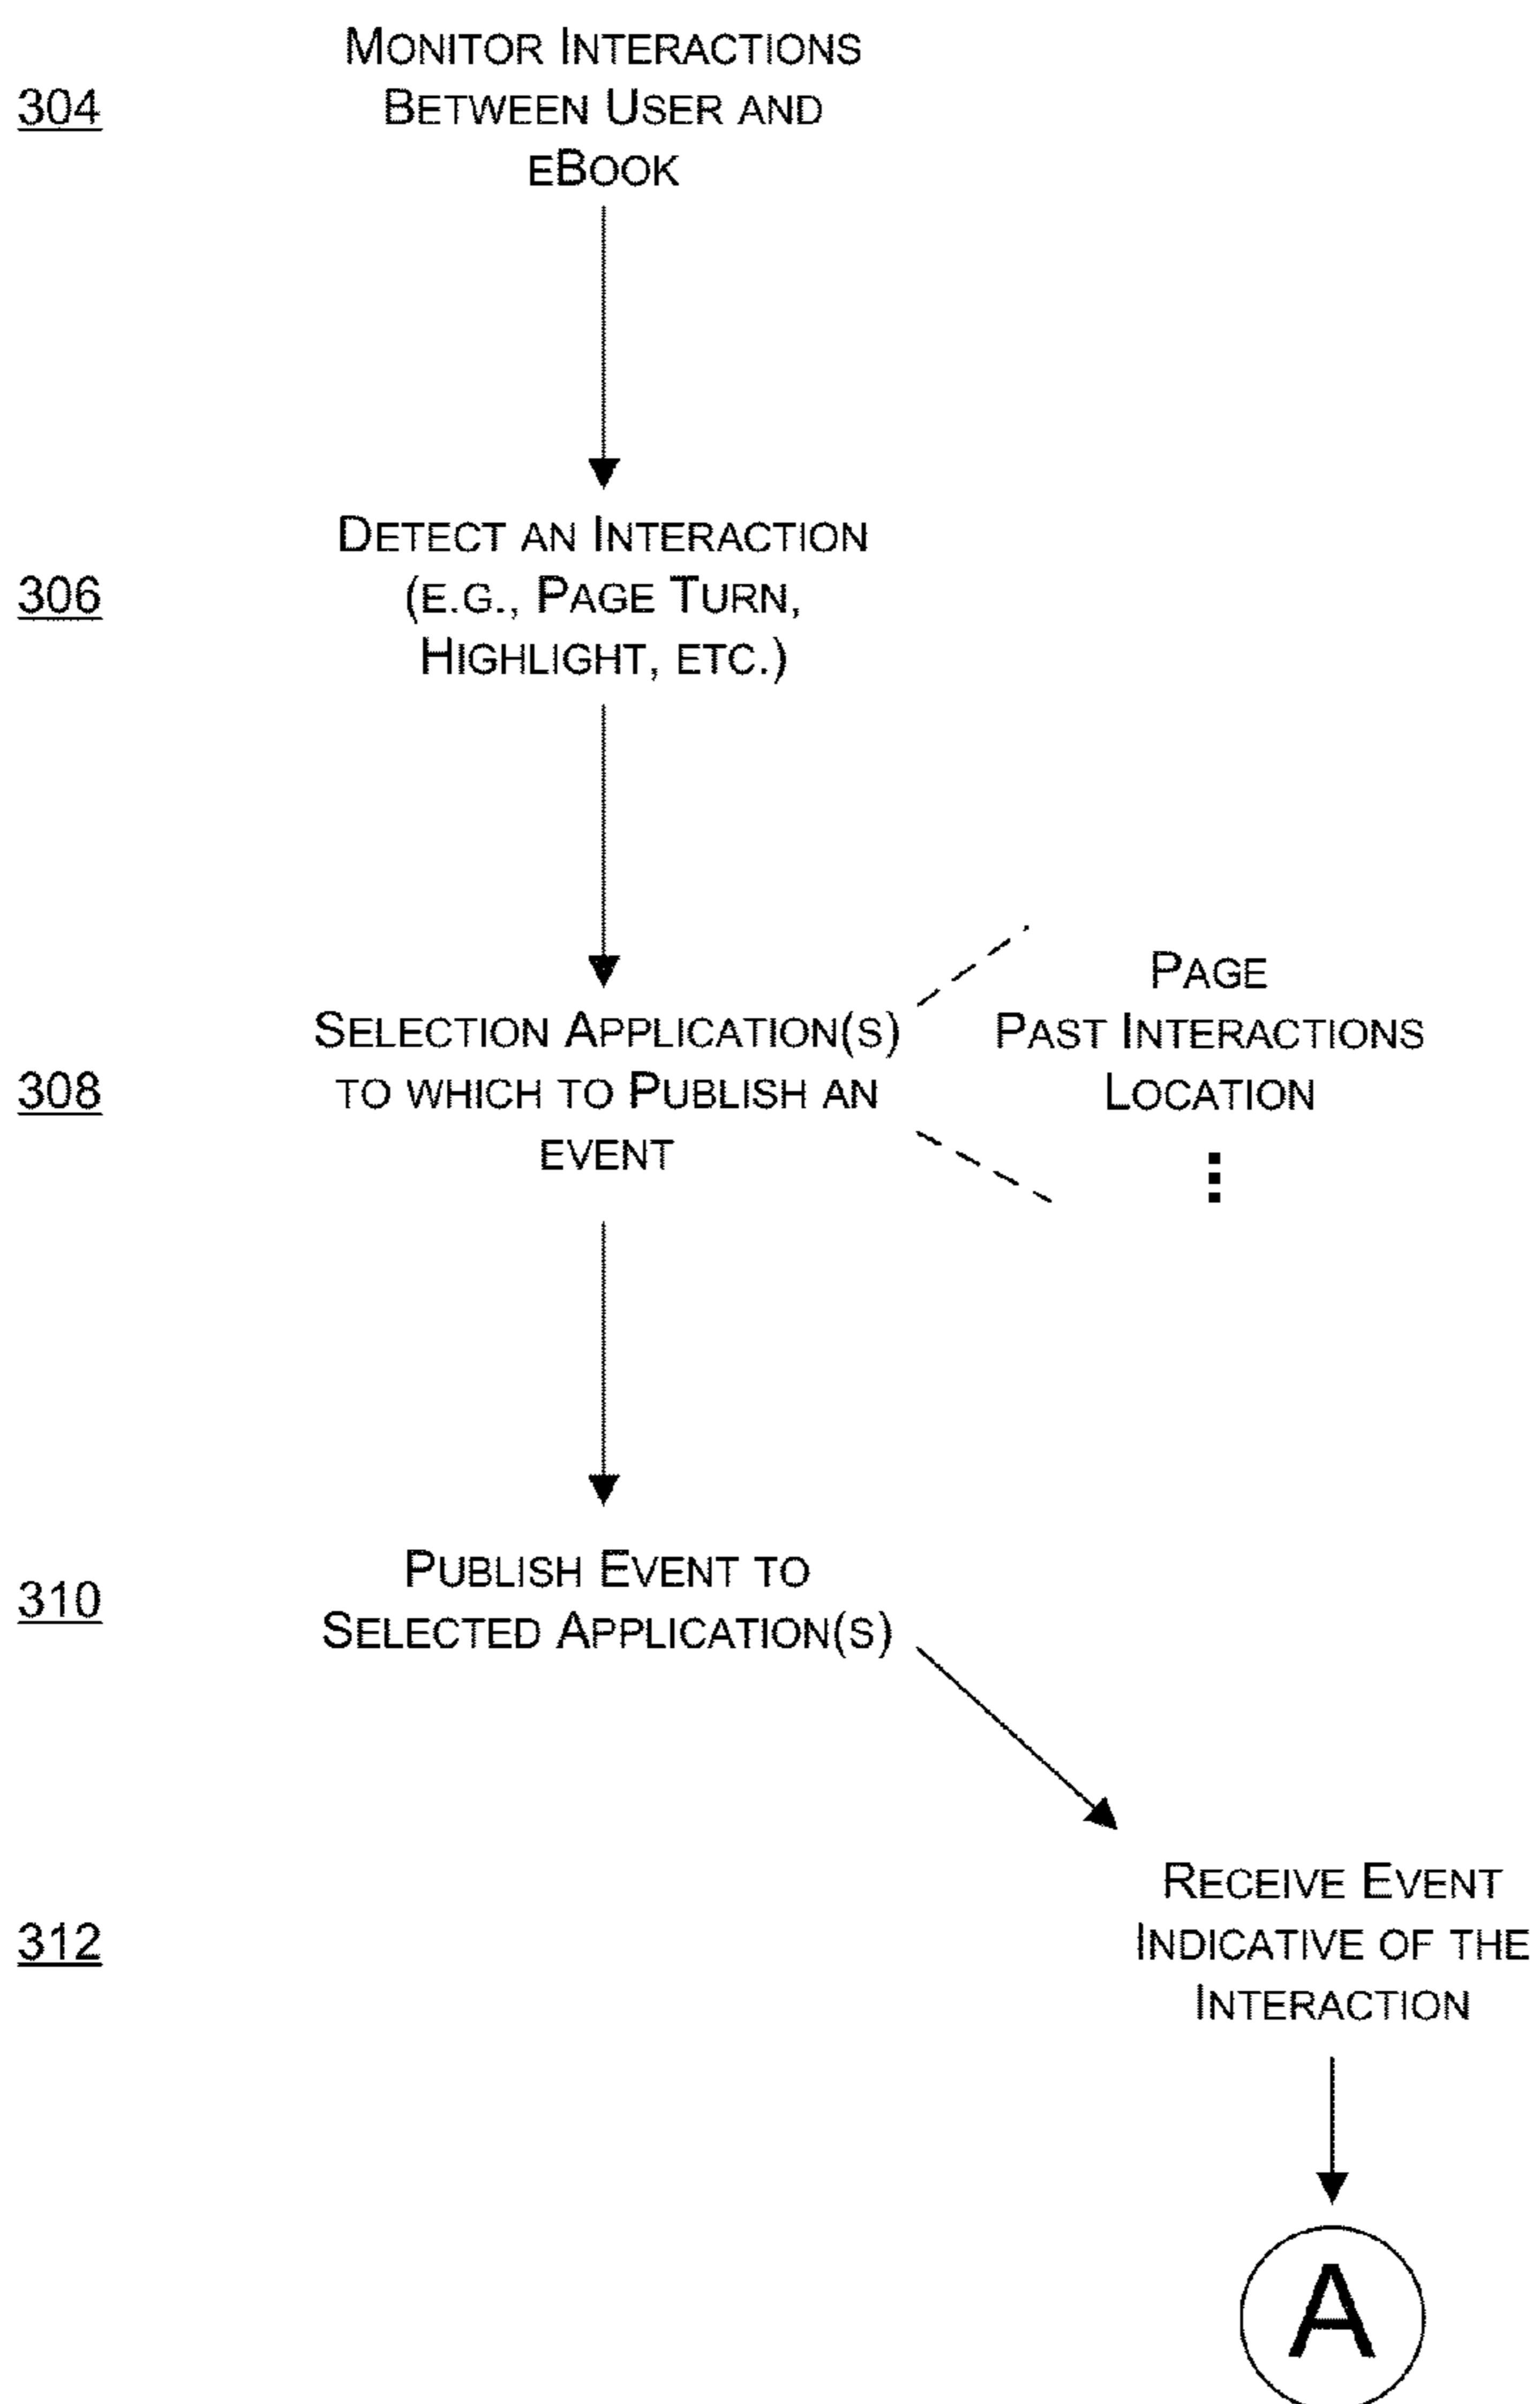 MONITOR INTERACTIONS
304
BETWEEN USER AND
EBOOK
DETECT AN INTERACTION
306
(E.G., PAGE TURN,
HIGHLIGHT, ETC.)
308
SELECTION APPLICATION(S)
TO WHICH TO PUBLISH AN
EVENT
PAGE
PAST INTERACTIONS
LOCATION
310
PUBLISH EVENT TO
SELECTED APPLICATION(S)
312
RECEIVE EVENT
INDICATIVE OF THE
INTERACTION
A